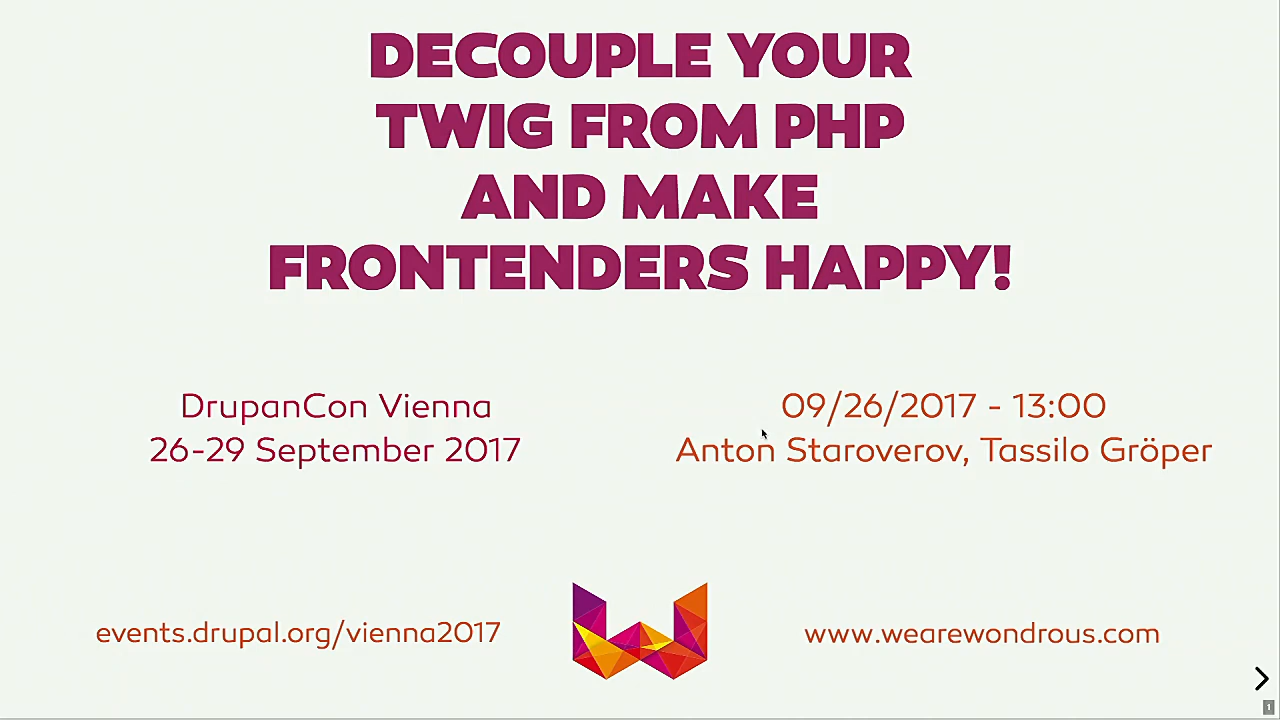 DECOUPLE YOUR
TWIG FROM PHP
AND MAKE
FRONTENDERS HAPPY!
DrupanCon Vienna
26-29 September 2017
09/26/2017 - 13:00
Anton Staroverov, Tassilo Gröper
events.drupal.org/vienna2017
www.wearewondrous.com
1